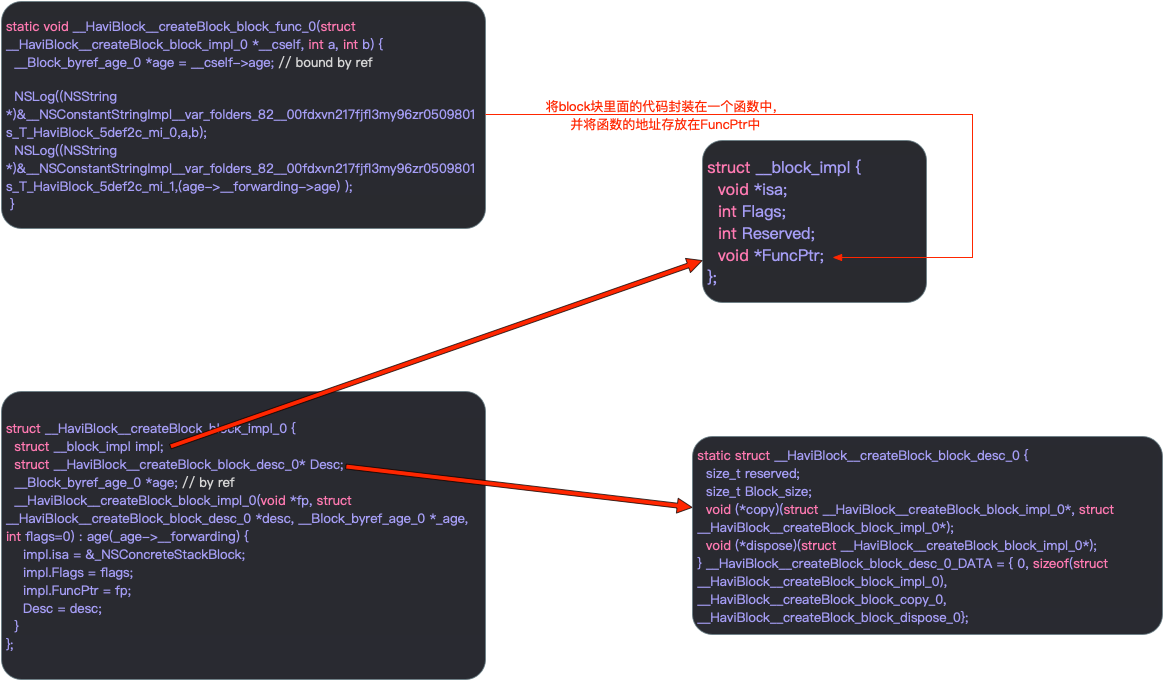 static void __HaviBlock__createBlock_block_func_0(struct
__HaviBlock__createBlock_block_impl_0 *__cself, int a, int b) {
__Block_byref_age_0 *age = __cself->age; // bound by ref
NSLog((NSString
*)&__NSConstantStringImpl__var_folders_82__00fdxvn217fjfl3my96zr0509801
s_T_HaviBlock_5def2c_mi_0,a,b);
NSLog((NSString
*)&__NSConstantStringImpl__var_folders_82__00fdxvn217fjfl3my96zr0509801
s_T_HaviBlock_5def2c_mi_1,(age->__forwarding->age) );
}
将block块里面的代码封装在一个函数中，
并将函数的地址存放在FuncPtr中
struct __block_impl {
void *isa;
int Flags;
int Reserved;
void *FuncPtr;
};
struct __HaviBlock__createBlock_block_impl_0 {
struct __block_impl impl;
struct __HaviBlock__createBlock_block_desc_0* Desc;
__Block_byref_age_0 *age; // by ref
__HaviBlock__createBlock_block_impl_0(void *fp, struct
__HaviBlock__createBlock_block_desc_0 *desc, __Block_byref_age_0 *_age,
int flags=0) : age(_age->__forwarding) {
impl.isa = &_NSConcreteStackBlock;
impl.Flags = flags;
impl.FuncPtr = fp;
Desc = desc;
}
};
static struct __HaviBlock__createBlock_block_desc_0 {
size_t reserved;
size_t Block_size;
void (*copy)(struct __HaviBlock__createBlock_block_impl_0*, struct
__HaviBlock__createBlock_block_impl_0*);
void (*dispose)(struct __HaviBlock__createBlock_block_impl_0*);
} __HaviBlock__createBlock_block_desc_0_DATA = { 0, sizeof(struct
__HaviBlock__createBlock_block_impl_0),
__HaviBlock__createBlock_block_copy_0,
__HaviBlock__createBlock_block_dispose_0};